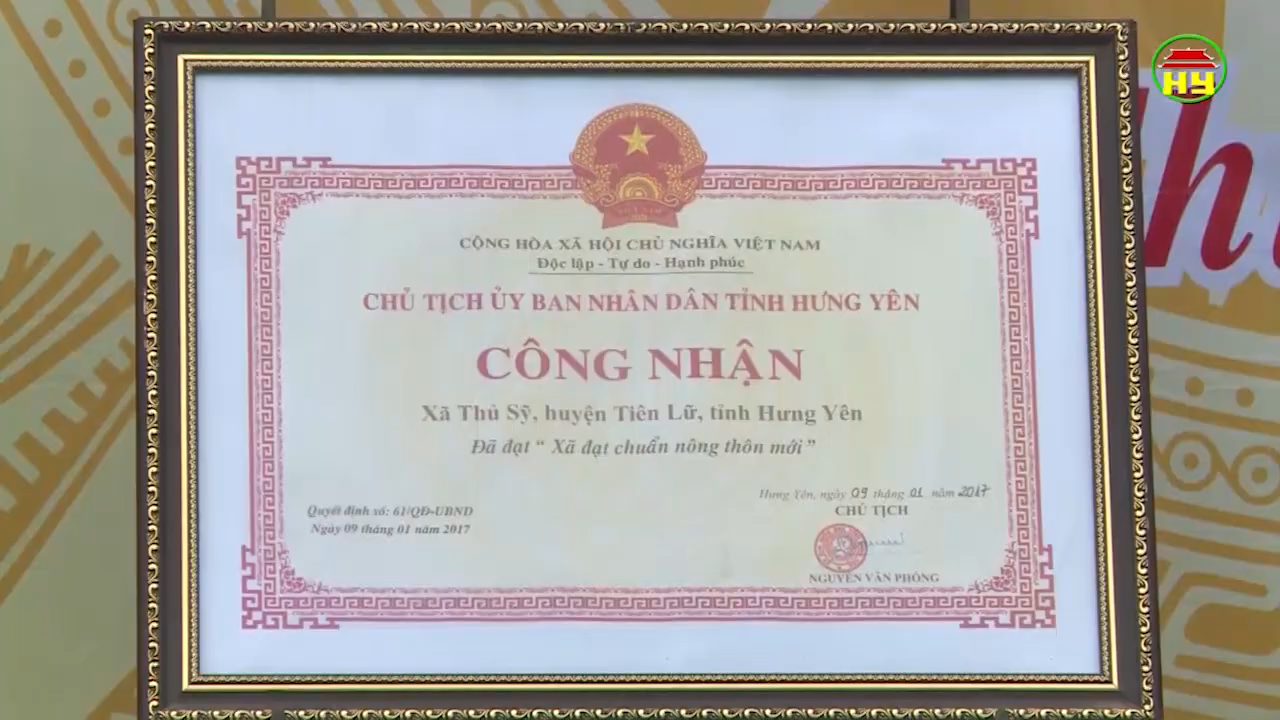 HY
CỘNG HÒA XÃ HỘI CHỦ NGHĨA VIỆT NAM
Độc lập - Tự do - Hạnh phúc
CHỦ TỊCH ỦY BAN NHÂN DÂN TỈNH HƯNG YÊN
CÔNG NHẬN
Xã Thủ Sỹ, huyện Tiên Lữ, tỉnh Hưng Yên
Đã đạt “ Xã đạt chuẩn nông thôn mới ”
Hưng Yên, ngày 09 tháng 01 năm 2017
CHỦ TỊCH
Quyết định số: 61/QĐ-UBND
Ngày 09 tháng 01 năm 2017
NGUYỄN VĂN PHÓNG